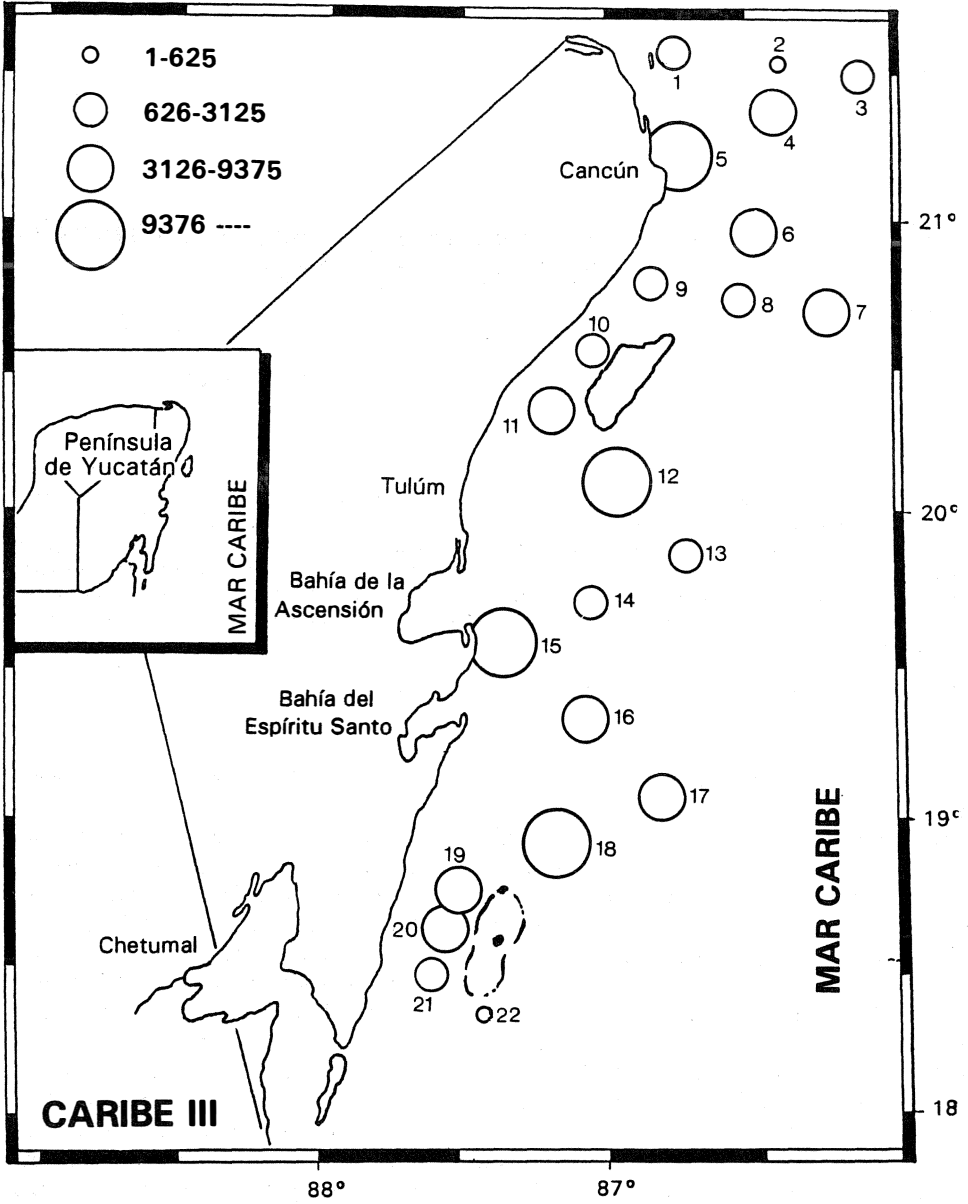 1-625
626-3125
3126-9375
9376 ----
1
2
3
4
5
Cancún
21°
6
7
8
9
10
11
12
Península
de Yucatán
MAR CARIBE
Tulúm
20°
13
14
Bahía de la
Ascensión
15
Bahía del
Espíritu Santo
16
17
18
19°
19
20
21
22
Chetumal
MAR CARIBE
18
CARIBE III
88°
87°